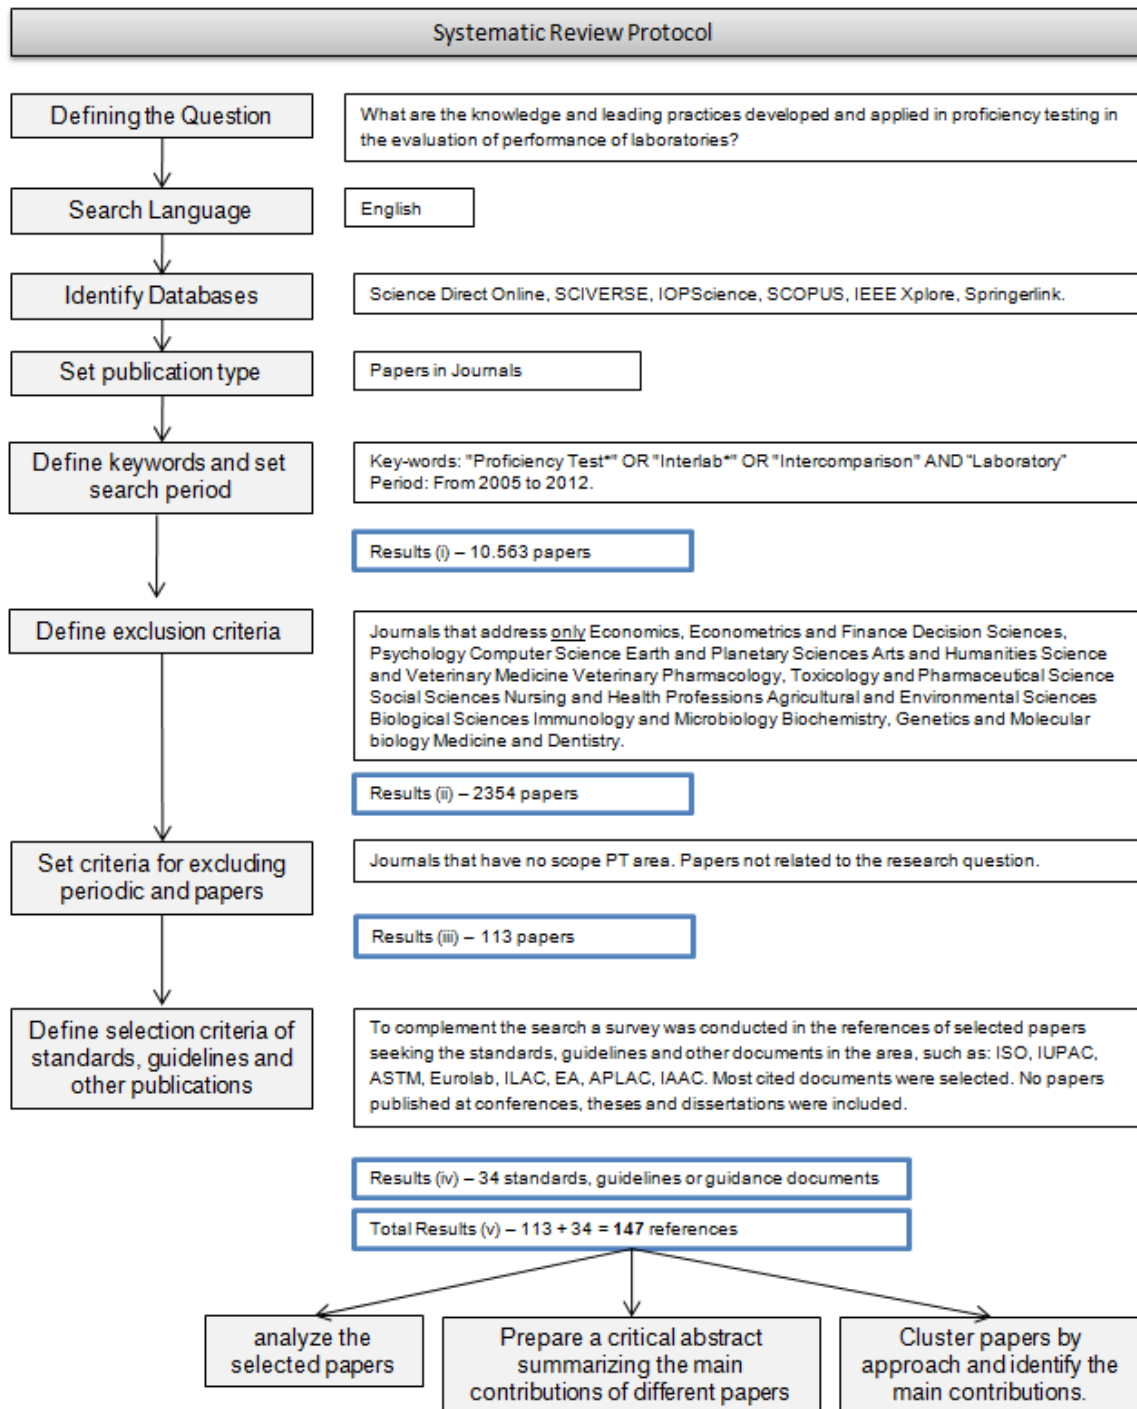 Systematic Review Protocol
Defining the Question
What are the knowledge and leading practices developed and applied in proficiency testing in
the evaluation of performance of laboratories?
Search Language
English
Identify Databases
Science Direct Online, SCIVERSE, IOPScience, SCOPUS, IEEE Xplore, Springerlink.
Set publication type
Papers in Journals
Define keywords and set
search period
Key-words: "Proficiency Test*" OR "Interlab*" OR "Intercomparison" AND "Laboratory"
Period: From 2005 to 2012.
Results (i) – 10.563 papers
Define exclusion criteria
Journals that address only Economics, Econometrics and Finance Decision Sciences,
Psychology Computer Science Earth and Planetary Sciences Arts and Humanities Science
and Veterinary Medicine Veterinary Pharmacology, Toxicology and Pharmaceutical Science
Social Sciences Nursing and Health Professions Agricultural and Environmental Sciences
Biological Sciences Immunology and Microbiology Biochemistry, Genetics and Molecular
biology Medicine and Dentistry.
Results (ii) – 2354 papers
Set criteria for excluding
periodic and papers
Journals that have no scope PT area. Papers not related to the research question.
Results (iii) – 113 papers
Define selection criteria of
standards, guidelines and
other publications
To complement the search a survey was conducted in the references of selected papers
seeking the standards, guidelines and other documents in the area, such as: ISO, IUPAC,
ASTM, Eurolab, ILAC, EA, APLAC, IAAC. Most cited documents were selected. No papers
published at conferences, theses and dissertations were included.
Results (iv) – 34 standards, guidelines or guidance documents
Total Results (v) – 113 + 34 = 147 references
analyze the
selected papers
Prepare a critical abstract
summarizing the main
contributions of different papers
Cluster papers by
approach and identify the
main contributions.